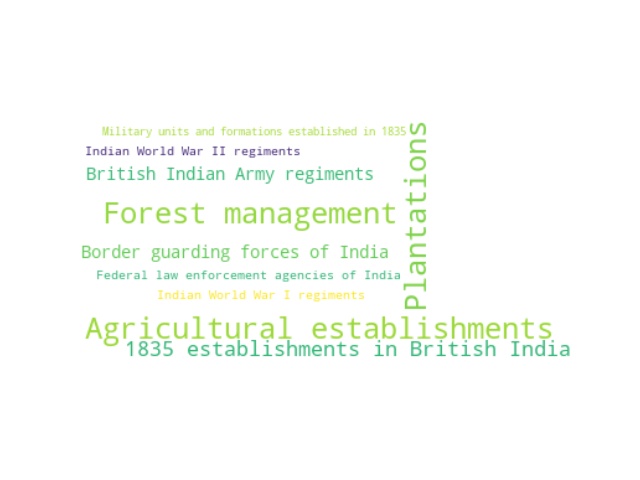 Military units and formations established in 1835
Indian World War II regiments
British Indian Army regiments
Forest management
Plantations
Border guarding forces of India
Federal law enforcement agencies of India
Indian World War I regiments
Agricultural establishments
1835 establishments in British India